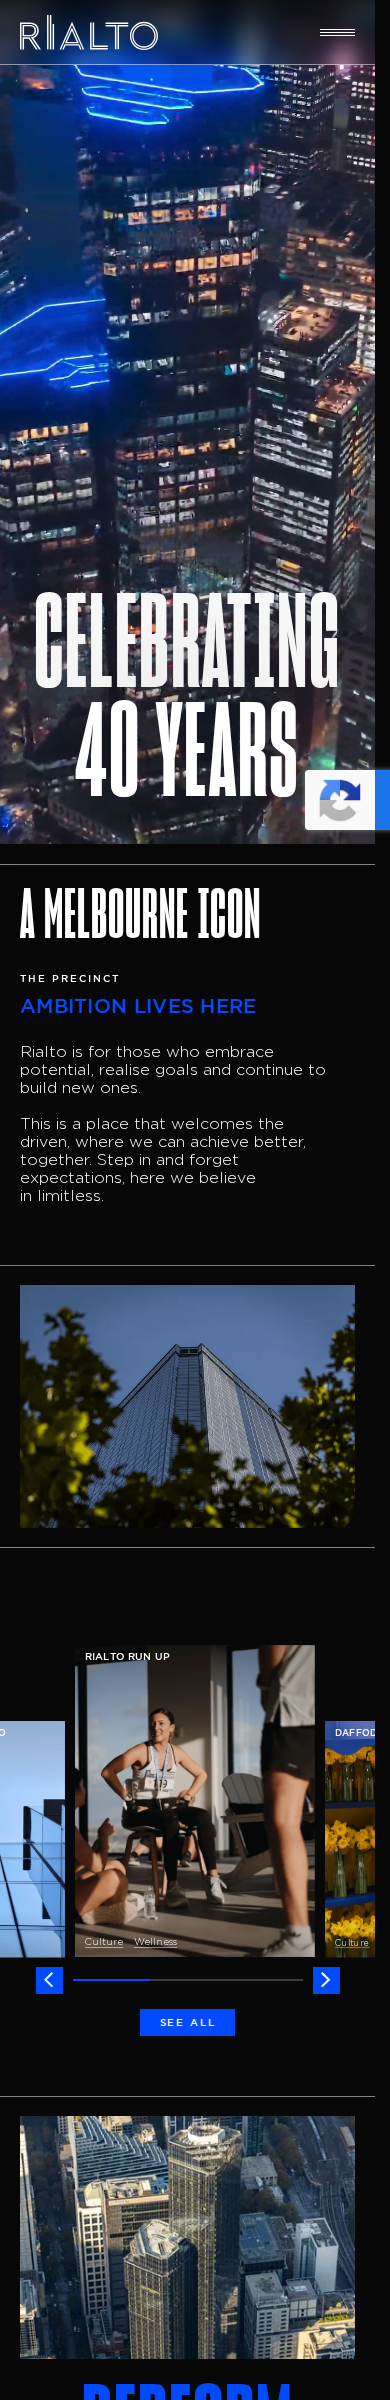 RIALTO
CELEBRATING
40 YEARS
A MELBOURNE ICON
THE PRECINCT
AMBITION LIVES HERE
Rialto is for those who embrace
potential, realise goals and continue to
build new ones.
This is a place that welcomes the
driven, where we can achieve better,
together. Step in and forget
expectations, here we believe
in limitless.
RIALTO RUN UP
Culture Wellness
Culture
SEE ALL
PERFORM